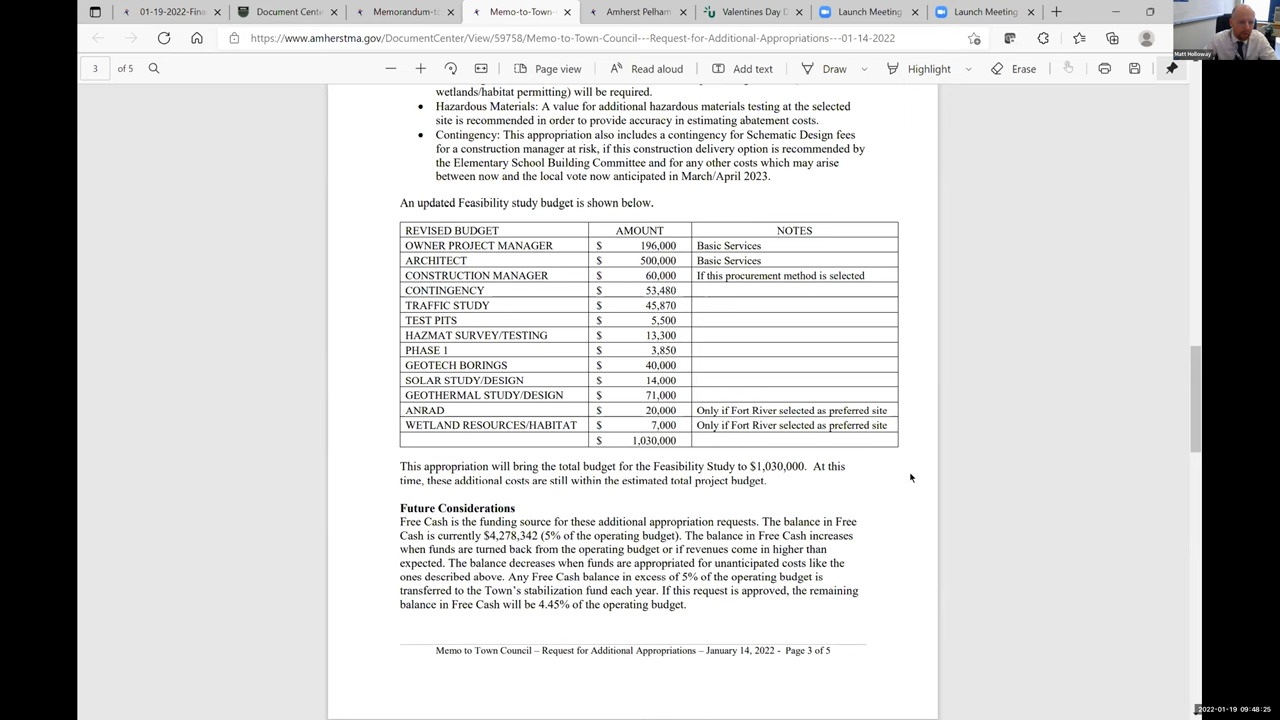 01-19-2022-Fina
Document Cente
Memorandum-to
Memo-to-Town-
Amherst Pelham
Valentines Day D
Launch Meeting
Launch Meeting
https://www.amherstma.gov/DocumentCenter/View/59758/Memo-to-Town-Council---Request-for-Additional-Appropriations---01-14-2022
Matt Holloway
3 of 5
Page view
Read aloud
Add text
Draw
Highlight
Erase
wetlands/habitat permitting) will be required.
• Hazardous Materials: A value for additional hazardous materials testing at the selected
site is recommended in order to provide accuracy in estimating abatement costs.
• Contingency: This appropriation also includes a contingency for Schematic Design fees
for a construction manager at risk, if this construction delivery option is recommended by
the Elementary School Building Committee and for any other costs which may arise
between now and the local vote now anticipated in March/April 2023.
An updated Feasibility study budget is shown below.
REVISED BUDGET AMOUNT NOTES
OWNER PROJECT MANAGER $ 196,000 Basic Services
ARCHITECT $ 500,000 Basic Services
CONSTRUCTION MANAGER $ 60,000 If this procurement method is selected
CONTINGENCY $ 53,480
TRAFFIC STUDY $ 45,870
TEST PITS $ 5,500
HAZMAT SURVEY/TESTING $ 13,300
PHASE 1 $ 3,850
GEOTECH BORINGS $ 40,000
SOLAR STUDY/DESIGN $ 14,000
GEOTHERMAL STUDY/DESIGN $ 71,000
ANRAD $ 20,000 Only if Fort River selected as preferred site
WETLAND RESOURCES/HABITAT $ 7,000 Only if Fort River selected as preferred site
$ 1,030,000
This appropriation will bring the total budget for the Feasibility Study to $1,030,000. At this
time, these additional costs are still within the estimated total project budget.
Future Considerations
Free Cash is the funding source for these additional appropriation requests. The balance in Free
Cash is currently $4,278,342 (5% of the operating budget). The balance in Free Cash increases
when funds are turned back from the operating budget or if revenues come in higher than
expected. The balance decreases when funds are appropriated for unanticipated costs like the
ones described above. Any Free Cash balance in excess of 5% of the operating budget is
transferred to the Town's stabilization fund each year. If this request is approved, the remaining
balance in Free Cash will be 4.45% of the operating budget.
Memo to Town Council – Request for Additional Appropriations – January 14, 2022 - Page 3 of 5
2022-01-19 09:48:25